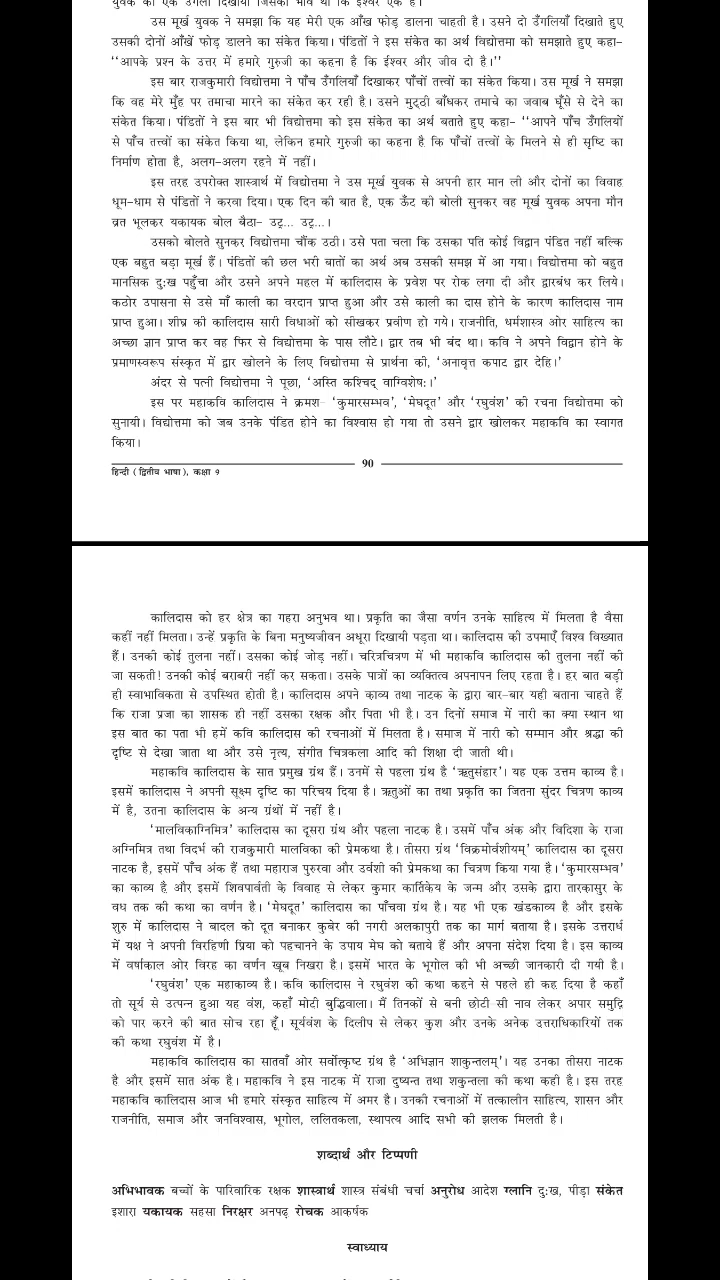 युवक को एक उँगली दिखायी जिसका भाव था कि ईश्वर एक है।
उस मूर्ख युवक ने समझा कि यह मेरी एक आँख फोड़ डालना चाहती है। उसने दो उँगलियाँ दिखाते हुए
उसकी दोनों आँखें फोड़ डालने का संकेत किया। पंडितों ने इस संकेत का अर्थ विद्योत्तमा को समझाते हुए कहा–
‘‘आपके प्रश्न के उत्तर में हमारे गुरुजी का कहना है कि ईश्वर और जीव दो है।’’
इस बार राजकुमारी विद्योत्तमा ने पाँच उँगलियाँ दिखाकर पाँचों तत्त्वों का संकेत किया। उस मूर्ख ने समझा
कि वह मेरे मुँह पर तमाचा मारने का संकेत कर रही है। उसने मुट्ठी बाँधकर तमाचे का जवाब घूँसे से देने का
संकेत किया। पंडितों ने इस बार भी विद्योत्तमा को इस संकेत का अर्थ बताते हुए कहा– ‘‘आपने पाँच उँगलियों
से पाँच तत्त्वों का संकेत किया था, लेकिन हमारे गुरुजी का कहना है कि पाँचों तत्त्वों के मिलने से ही सृष्टि का
निर्माण होता है, अलग-अलग रहने में नहीं।
इस तरह उपरोक्त शास्त्रार्थ में विद्योत्तमा ने उस मूर्ख युवक से अपनी हार मान ली और दोनों का विवाह
धूम-धाम से पंडितों ने करवा दिया। एक दिन की बात है, एक ऊँट की बोली सुनकर वह मूर्ख युवक अपना मौन
व्रत भूलकर यकायक बोल बैठा– उट्र... उट्र...।
उसको बोलते सुनकर विद्योत्तमा चौंक उठी। उसे पता चला कि उसका पति कोई विद्वान पंडित नहीं बल्कि
एक बहुत बड़ा मूर्ख हैं। पंडितों की छल भरी बातों का अर्थ अब उसकी समझ में आ गया। विद्योत्तमा को बहुत
मानसिक दुःख पहुँचा और उसने अपने महल में कालिदास के प्रवेश पर रोक लगा दी और द्वारबंध कर लिये।
कठोर उपासना से उसे माँ काली का वरदान प्राप्त हुआ और उसे काली का दास होने के कारण कालिदास नाम
प्राप्त हुआ। शीघ्र की कालिदास सारी विधाओं को सीखकर प्रवीण हो गये। राजनीति, धर्मशास्त्र ओर साहित्य का
अच्छा ज्ञान प्राप्त कर वह फिर से विद्योत्तमा के पास लौटे। द्वार तब भी बंद था। कवि ने अपने विद्वान होने के
प्रमाणस्वरूप संस्कृत में द्वार खोलने के लिए विद्योत्तमा से प्रार्थना की, ‘अनावृत्त कपाट द्वार देहि।’
अंदर से पत्नी विद्योत्तमा ने पूछा, ‘अस्ति कश्चिद् वाग्विशेषः।’
इस पर महाकवि कालिदास ने क्रमश– ‘कुमारसम्भव’, ‘मेघदूत’ और ‘रघुवंश’ की रचना विद्योत्तमा को
सुनायी। विद्योत्तमा को जब उनके पंडित होने का विश्वास हो गया तो उसने द्वार खोलकर महाकवि का स्वागत
किया।
90
हिन्दी (द्वितीय भाषा), कक्षा ९
कालिदास को हर क्षेत्र का गहरा अनुभव था। प्रकृति का जैसा वर्णन उनके साहित्य में मिलता है वैसा
कहीं नहीं मिलता। उन्हें प्रकृति के बिना मनुष्यजीवन अधूरा दिखायी पड़ता था। कालिदास की उपमाएँ विश्व विख्यात
हैं। उनकी कोई तुलना नहीं। उसका कोई जोड़ नहीं। चरित्रचित्रण में भी महाकवि कालिदास की तुलना नहीं की
जा सकती! उनकी कोई बराबरी नहीं कर सकता। उसके पात्रों का व्यक्तित्व अपनापन लिए रहता है। हर बात बड़ी
ही स्वाभाविकता से उपस्थित होती है। कालिदास अपने काव्य तथा नाटक के द्वारा बार-बार यही बताना चाहते हैं
कि राजा प्रजा का शासक ही नहीं उसका रक्षक और पिता भी है। उन दिनों समाज में नारी का क्या स्थान था
इस बात का पता भी हमें कवि कालिदास की रचनाओं में मिलता है। समाज में नारी को सम्मान और श्रद्धा की
दृष्टि से देखा जाता था और उसे नृत्य, संगीत चित्रकला आदि की शिक्षा दी जाती थी।
महाकवि कालिदास के सात प्रमुख ग्रंथ हैं। उनमें से पहला ग्रंथ है ‘ऋतुसंहार’। यह एक उत्तम काव्य है।
इसमें कालिदास ने अपनी सूक्ष्म दृष्टि का परिचय दिया है। ऋतुओं का तथा प्रकृति का जितना सुंदर चित्रण काव्य
में है, उतना कालिदास के अन्य ग्रंथों में नहीं है।
‘मालविकाग्निमित्र’ कालिदास का दूसरा ग्रंथ और पहला नाटक है। उसमें पाँच अंक और विदिशा के राजा
अग्निमित्र तथा विदर्भ की राजकुमारी मालविका की प्रेमकथा है। तीसरा ग्रंथ ‘विक्रमोर्वशीयम्’ कालिदास का दूसरा
नाटक है, इसमें पाँच अंक हैं तथा महाराज पुरुरवा और उर्वशी की प्रेमकथा का चित्रण किया गया है। ‘कुमारसम्भव’
का काव्य है और इसमें शिवपार्वती के विवाह से लेकर कुमार कार्तिकेय के जन्म और उसके द्वारा तारकासुर के
वध तक की कथा का वर्णन है। ‘मेघदूत’ कालिदास का पाँचवा ग्रंथ है। यह भी एक खंडकाव्य है और इसके
शुरु में कालिदास ने बादल को दूत बनाकर कुबेर की नगरी अलकापुरी तक का मार्ग बताया है। इसके उत्तरार्ध
में यक्ष ने अपनी विरहिणी प्रिया को पहचानने के उपाय मेघ को बताये हैं और अपना संदेश दिया है। इस काव्य
में वर्षाकाल ओर विरह का वर्णन खूब निखरा है। इसमें भारत के भूगोल की भी अच्छी जानकारी दी गयी है।
‘रघुवंश’ एक महाकाव्य है। कवि कालिदास ने रघुवंश की कथा कहने से पहले ही कह दिया है कहाँ
तो सूर्य से उत्पन्न हुआ यह वंश, कहाँ मोटी बुद्धिवाला। मैं तिनकों से बनी छोटी सी नाव लेकर अपार समुद्रि
को पार करने की बात सोच रहा हूँ। सूर्यवंश के दिलीप से लेकर कुश और उनके अनेक उत्तराधिकारियों तक
की कथा रघुवंश में है।
महाकवि कालिदास का सातवाँ ओर सर्वोत्कृष्ट ग्रंथ है ‘अभिज्ञान शाकुन्तलम्’। यह उनका तीसरा नाटक
है और इसमें सात अंक है। महाकवि ने इस नाटक में राजा दुष्यन्त तथा शकुन्तला की कथा कही है। इस तरह
महाकवि कालिदास आज भी हमारे संस्कृत साहित्य में अमर है। उनकी रचनाओं में तत्कालीन साहित्य, शासन और
राजनीति, समाज और जनविश्वास, भूगोल, ललितकला, स्थापत्य आदि सभी की झलक मिलती है।
शब्दार्थ और टिप्पणी
अभिभावक बच्चों के पारिवारिक रक्षक शास्त्रार्थ शास्त्र संबंधी चर्चा अनुरोध आदेश ग्लानि दुःख, पीड़ा संकेत
इशारा यकायक सहसा निरक्षर अनपढ़ रोचक आकर्षक
स्वाध्याय